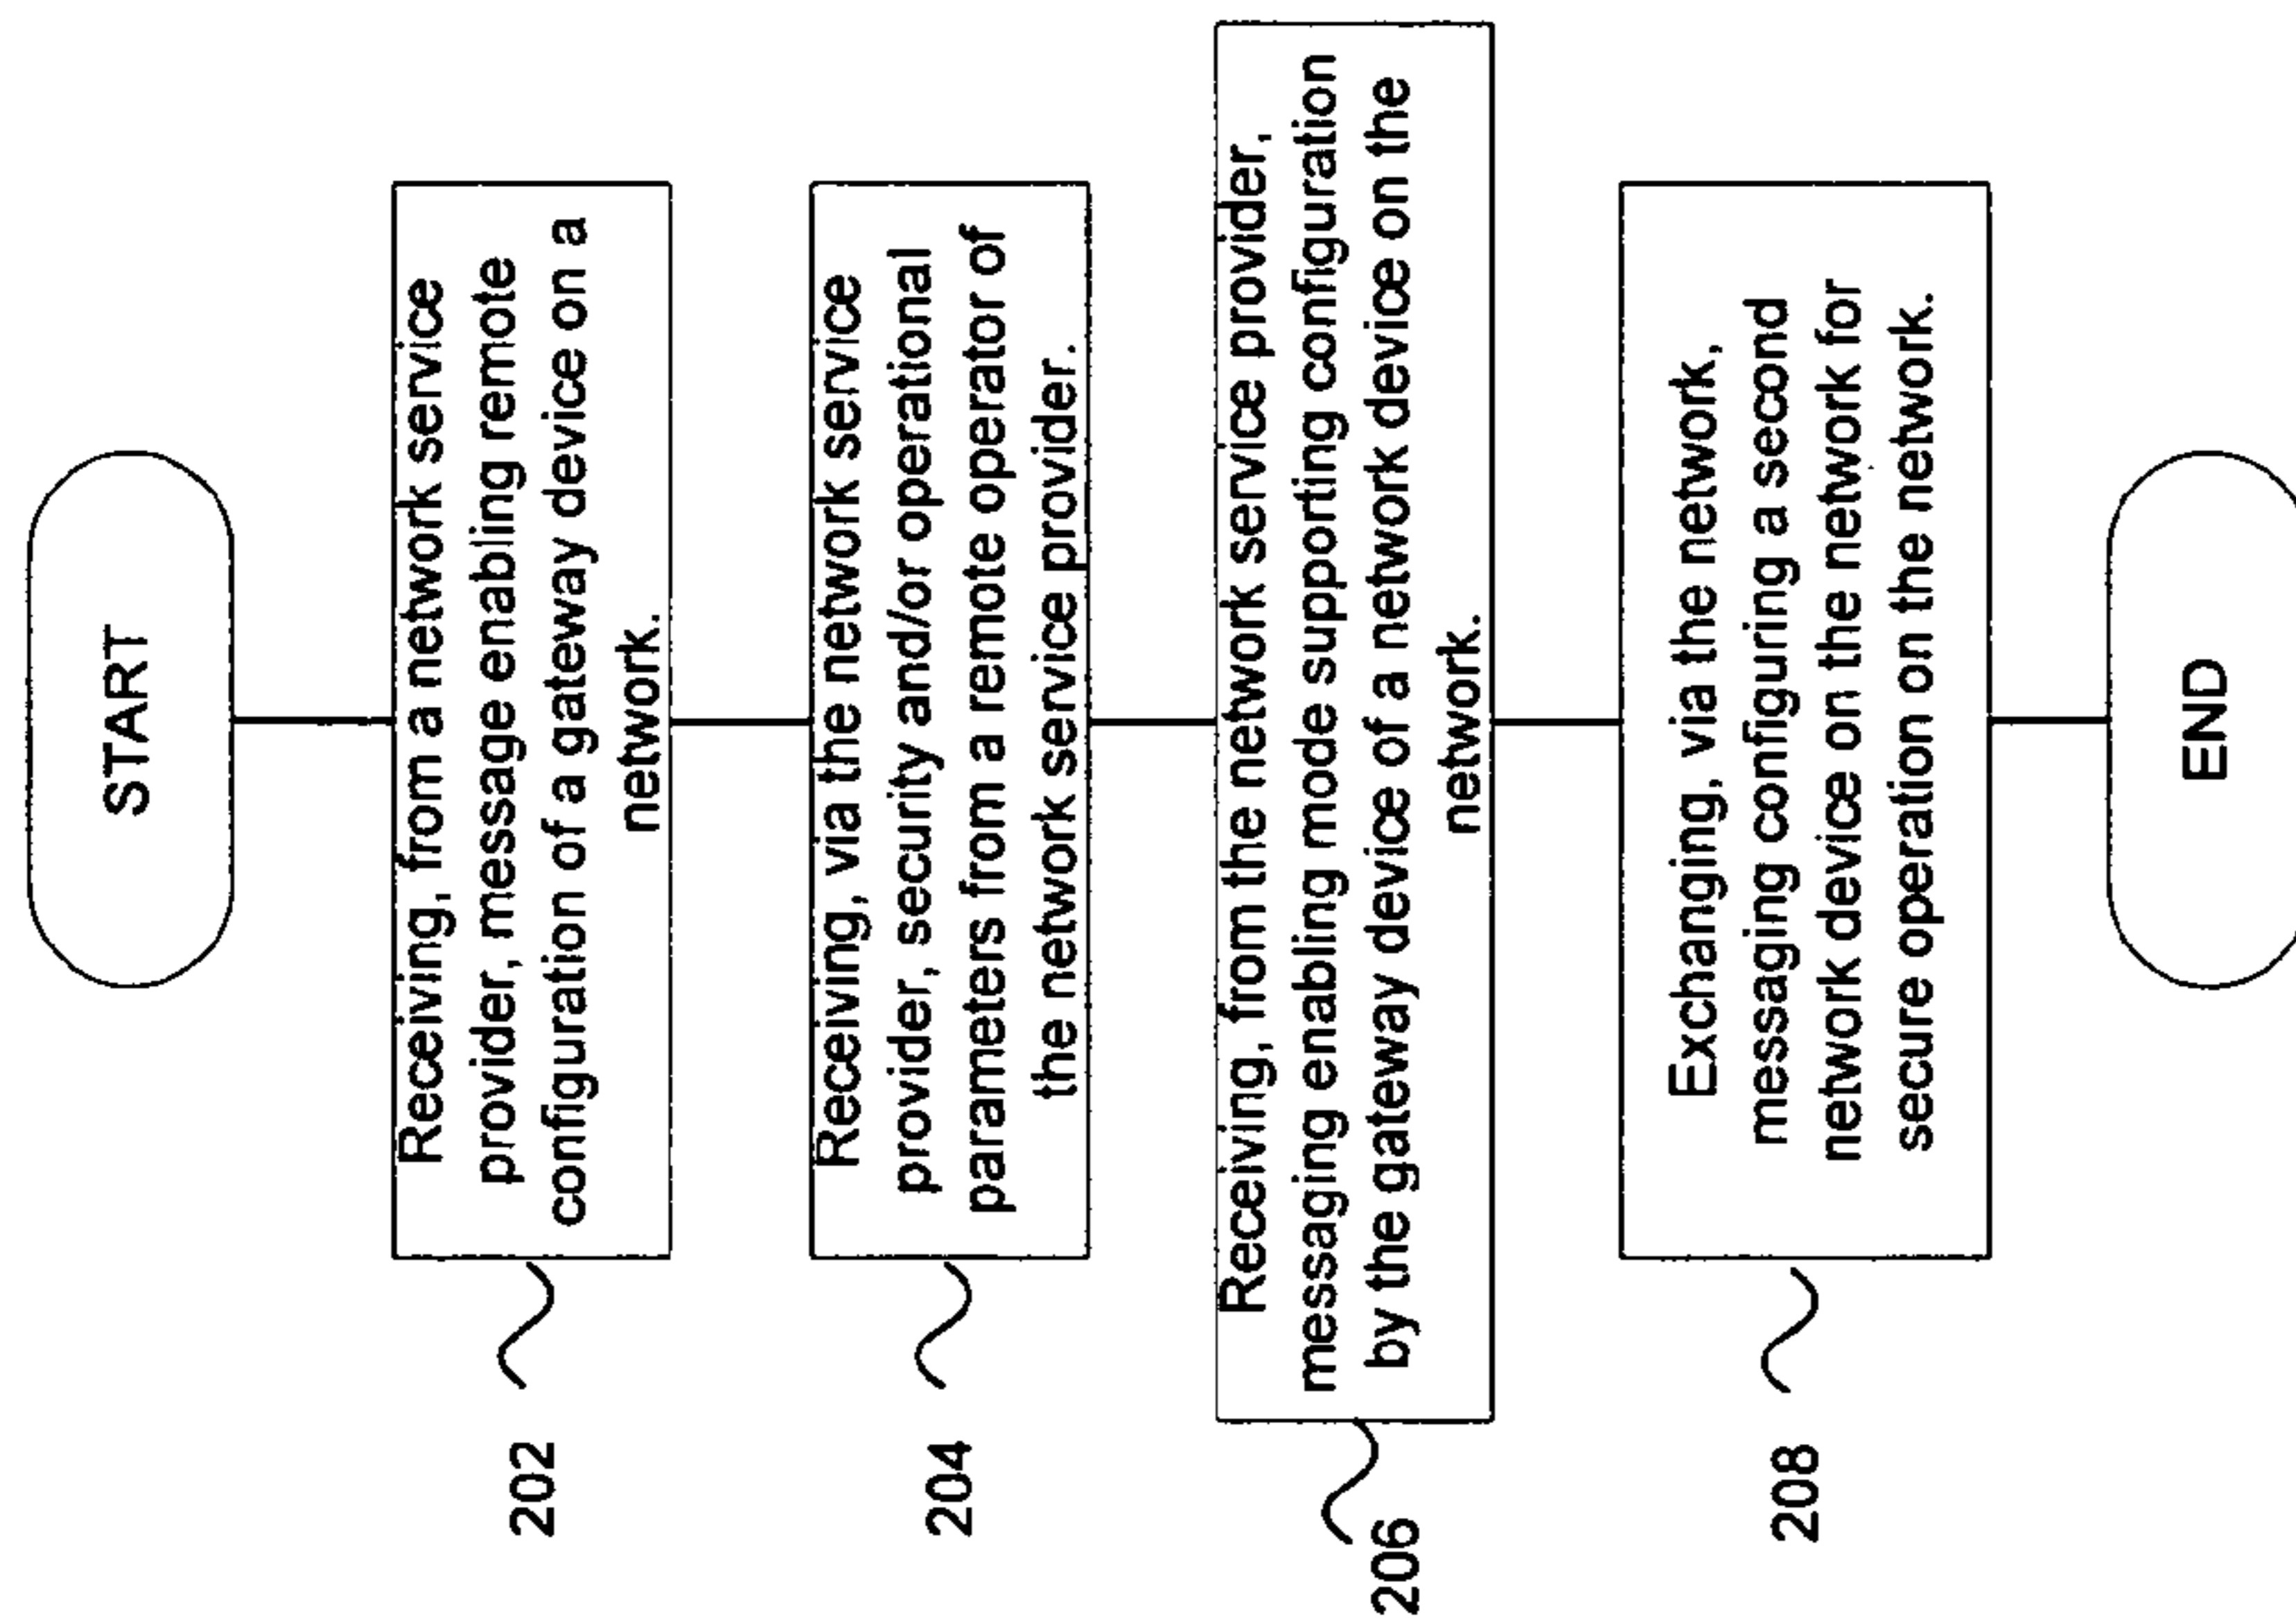 START
202
Receiving, from a network service
provider, message enabling remote
configuration of a gateway device on a
network.
204
Receiving, via the network service
provider, security and/or operational
parameters from a remote operator of
the network service provider.
206
Receiving, from the network service provider,
messaging enabling mode supporting configuration
by the gateway device of a network device on the
network.
208
Exchanging, via the network,
messaging configuring a second
network device on the network for
secure operation on the network.
END